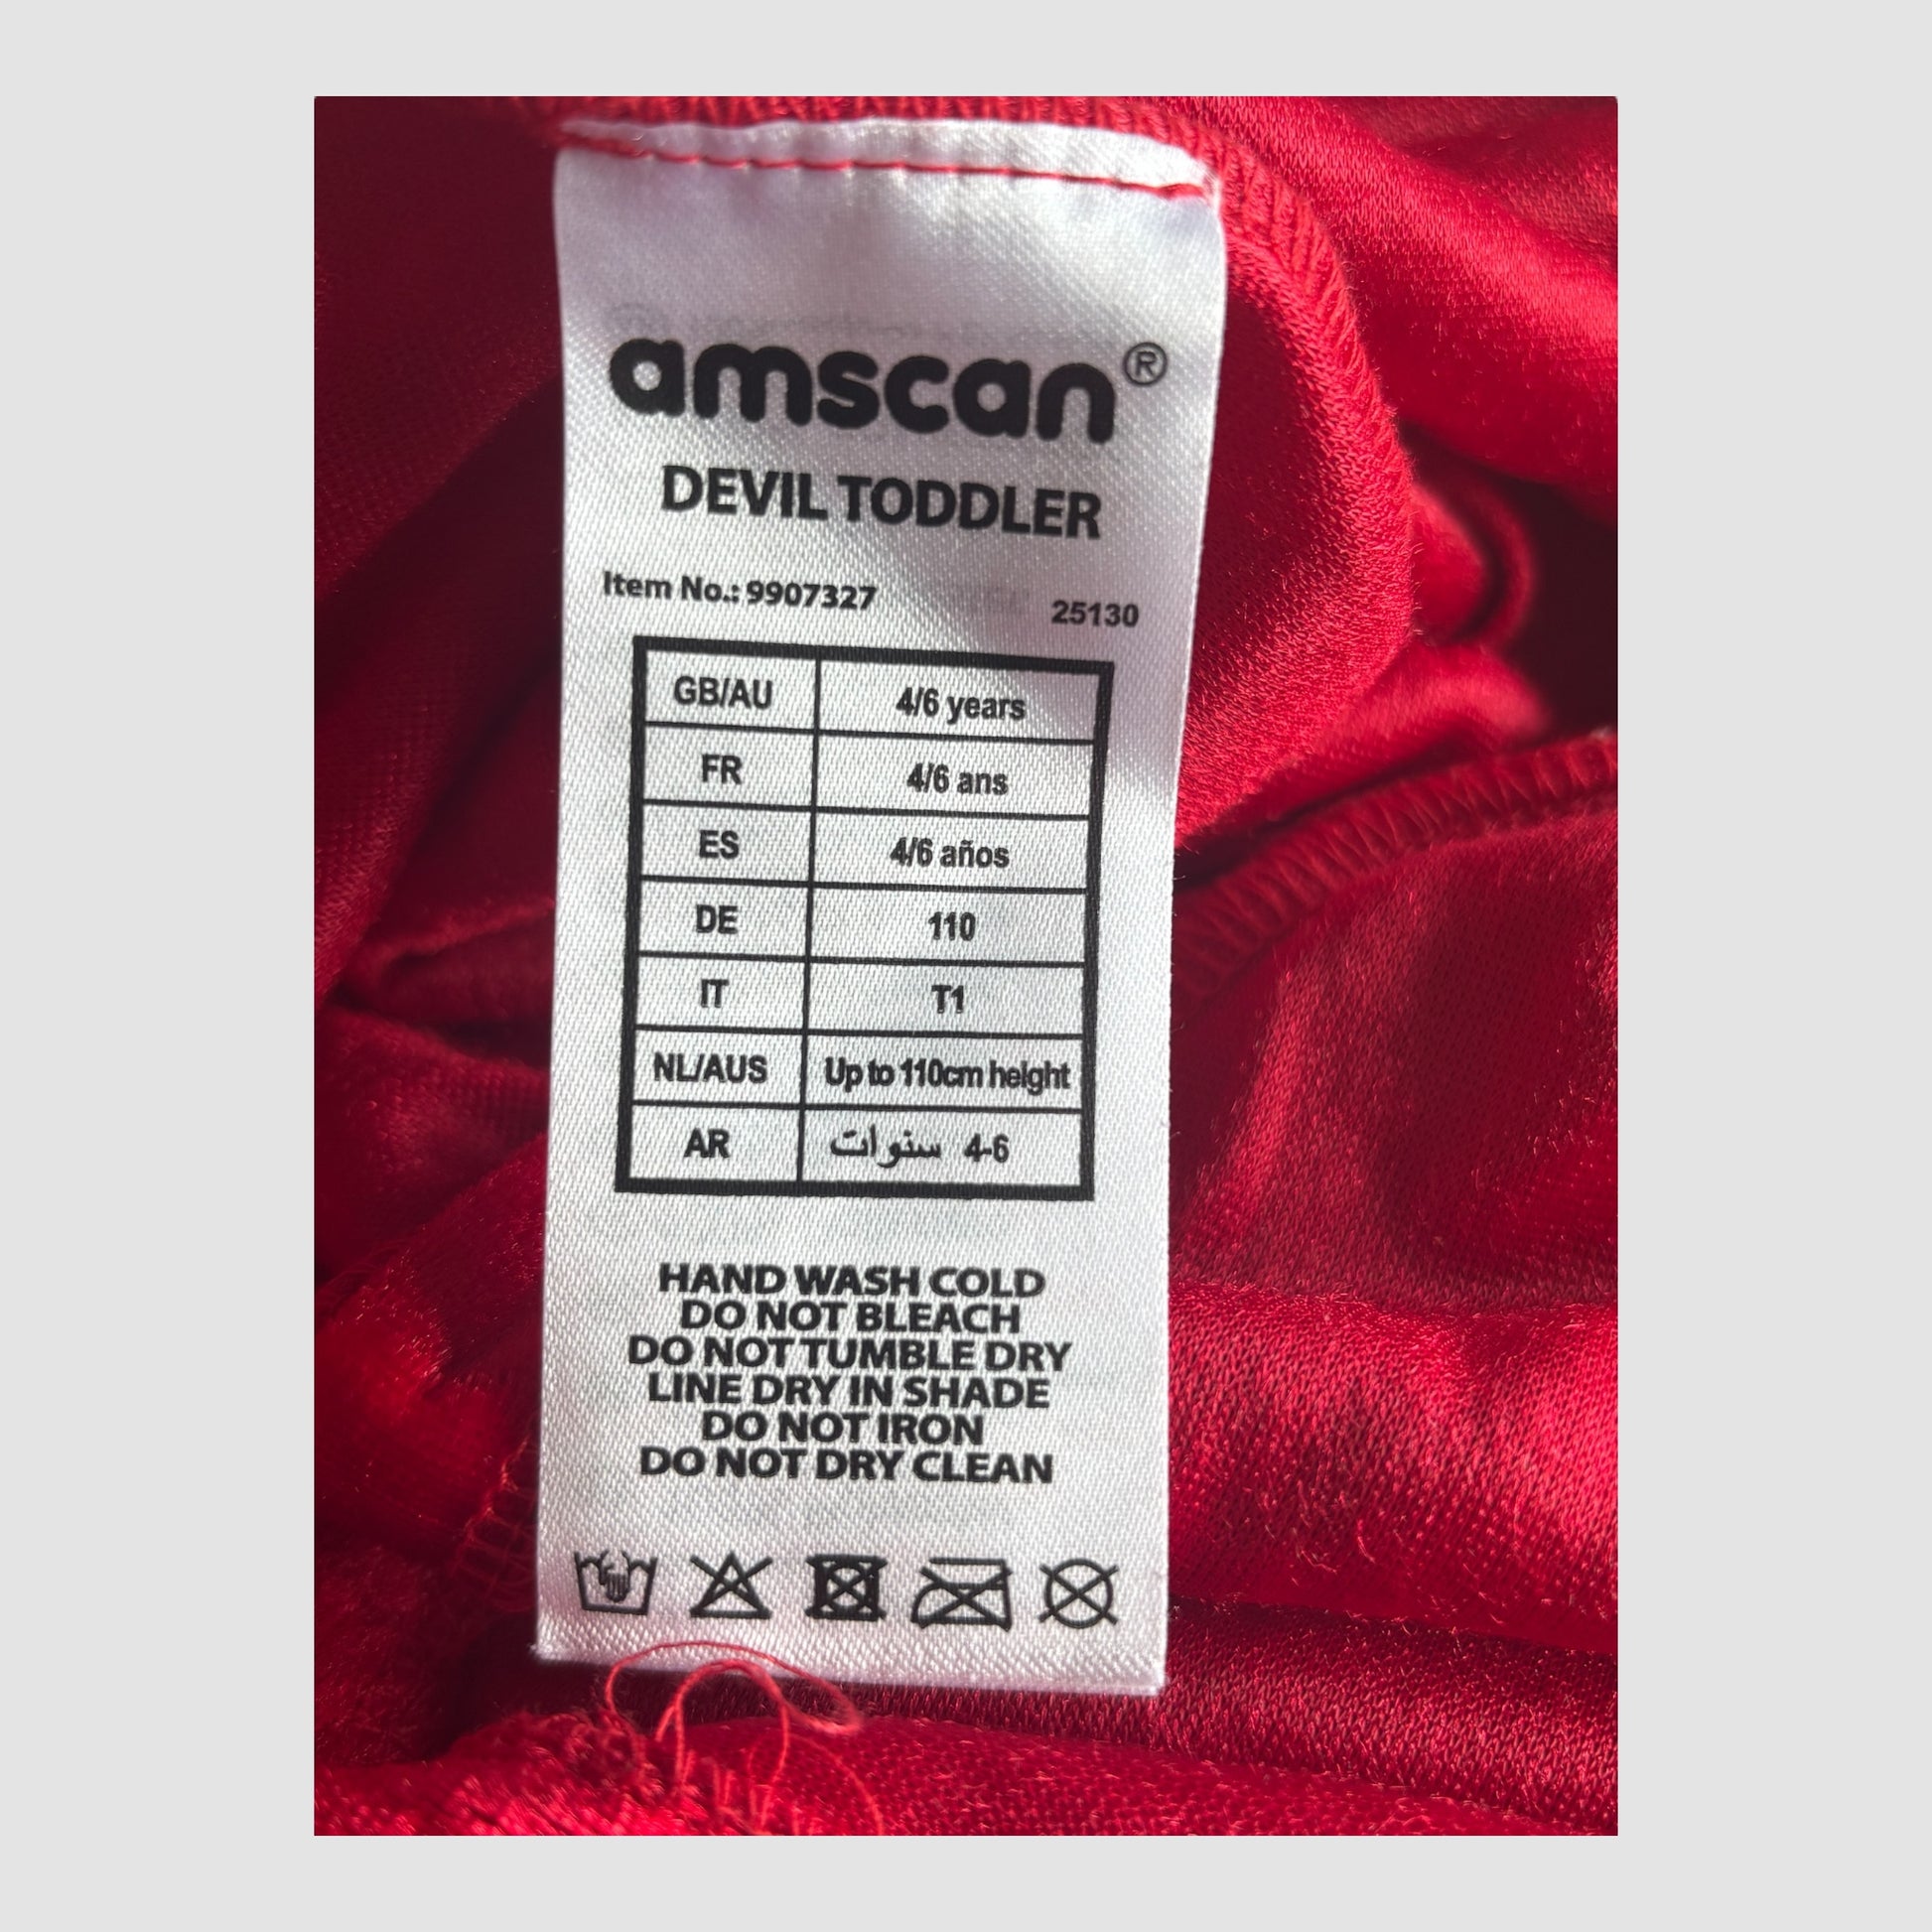 amscan®
DEVIL TODDLER
Item No.: 9907327 25130
GB/AU 4/6 years
FR 4/6 ans
ES 4/6 años
DE 110
IT T1
NL/AUS Up to 110cm height
AR 4-6 سنوات
HAND WASH COLD
DO NOT BLEACH
DO NOT TUMBLE DRY
LINE DRY IN SHADE
DO NOT IRON
DO NOT DRY CLEAN